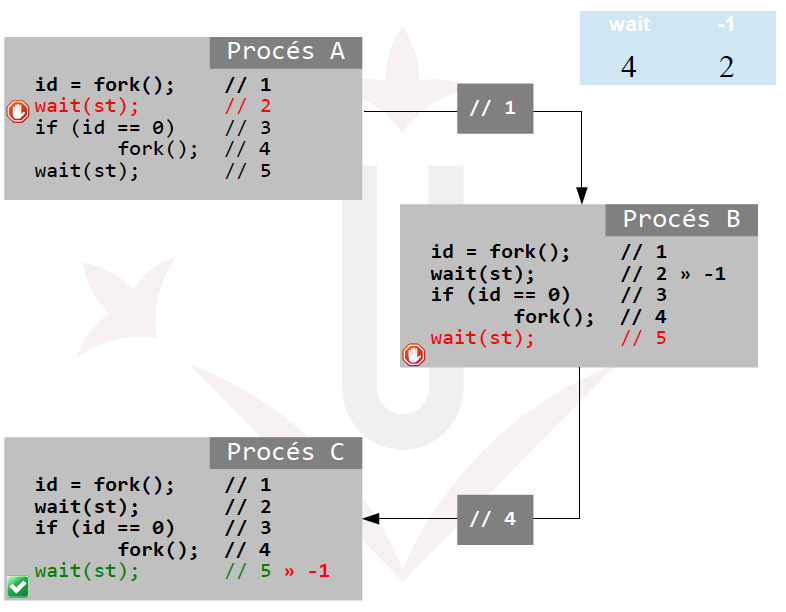 wait -1
4 2
Procés A
id = fork(); // 1
wait(st); // 2
if (id == 0) // 3
fork(); // 4
wait(st); // 5
// 1
Procés B
id = fork(); // 1
wait(st); // 2 » -1
if (id == 0) // 3
fork(); // 4
wait(st); // 5
Procés C
id = fork(); // 1
wait(st); // 2
if (id == 0) // 3
fork(); // 4
wait(st); // 5 » -1
// 4